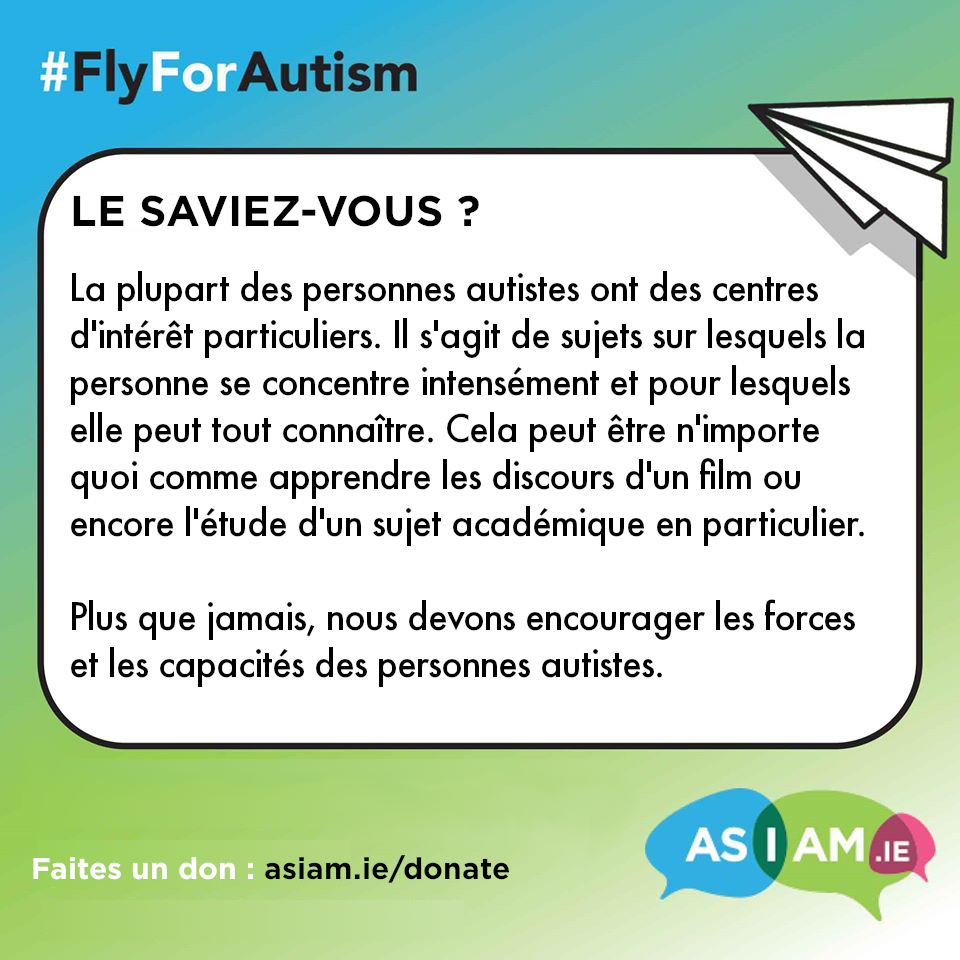 #FlyForAutism
LE SAVIEZ-VOUS ?
La plupart des personnes autistes ont des centres
d'intérêt particuliers. Il s'agit de sujets sur lesquels la
personne se concentre intensément et pour lesquels
elle peut tout connaître. Cela peut être n'importe
quoi comme apprendre les discours d'un film ou
encore l'étude d'un sujet académique en particulier.
Plus que jamais, nous devons encourager les forces
et les capacités des personnes autistes.
Faites un don : asiam.ie/donate
AS I AM.IE